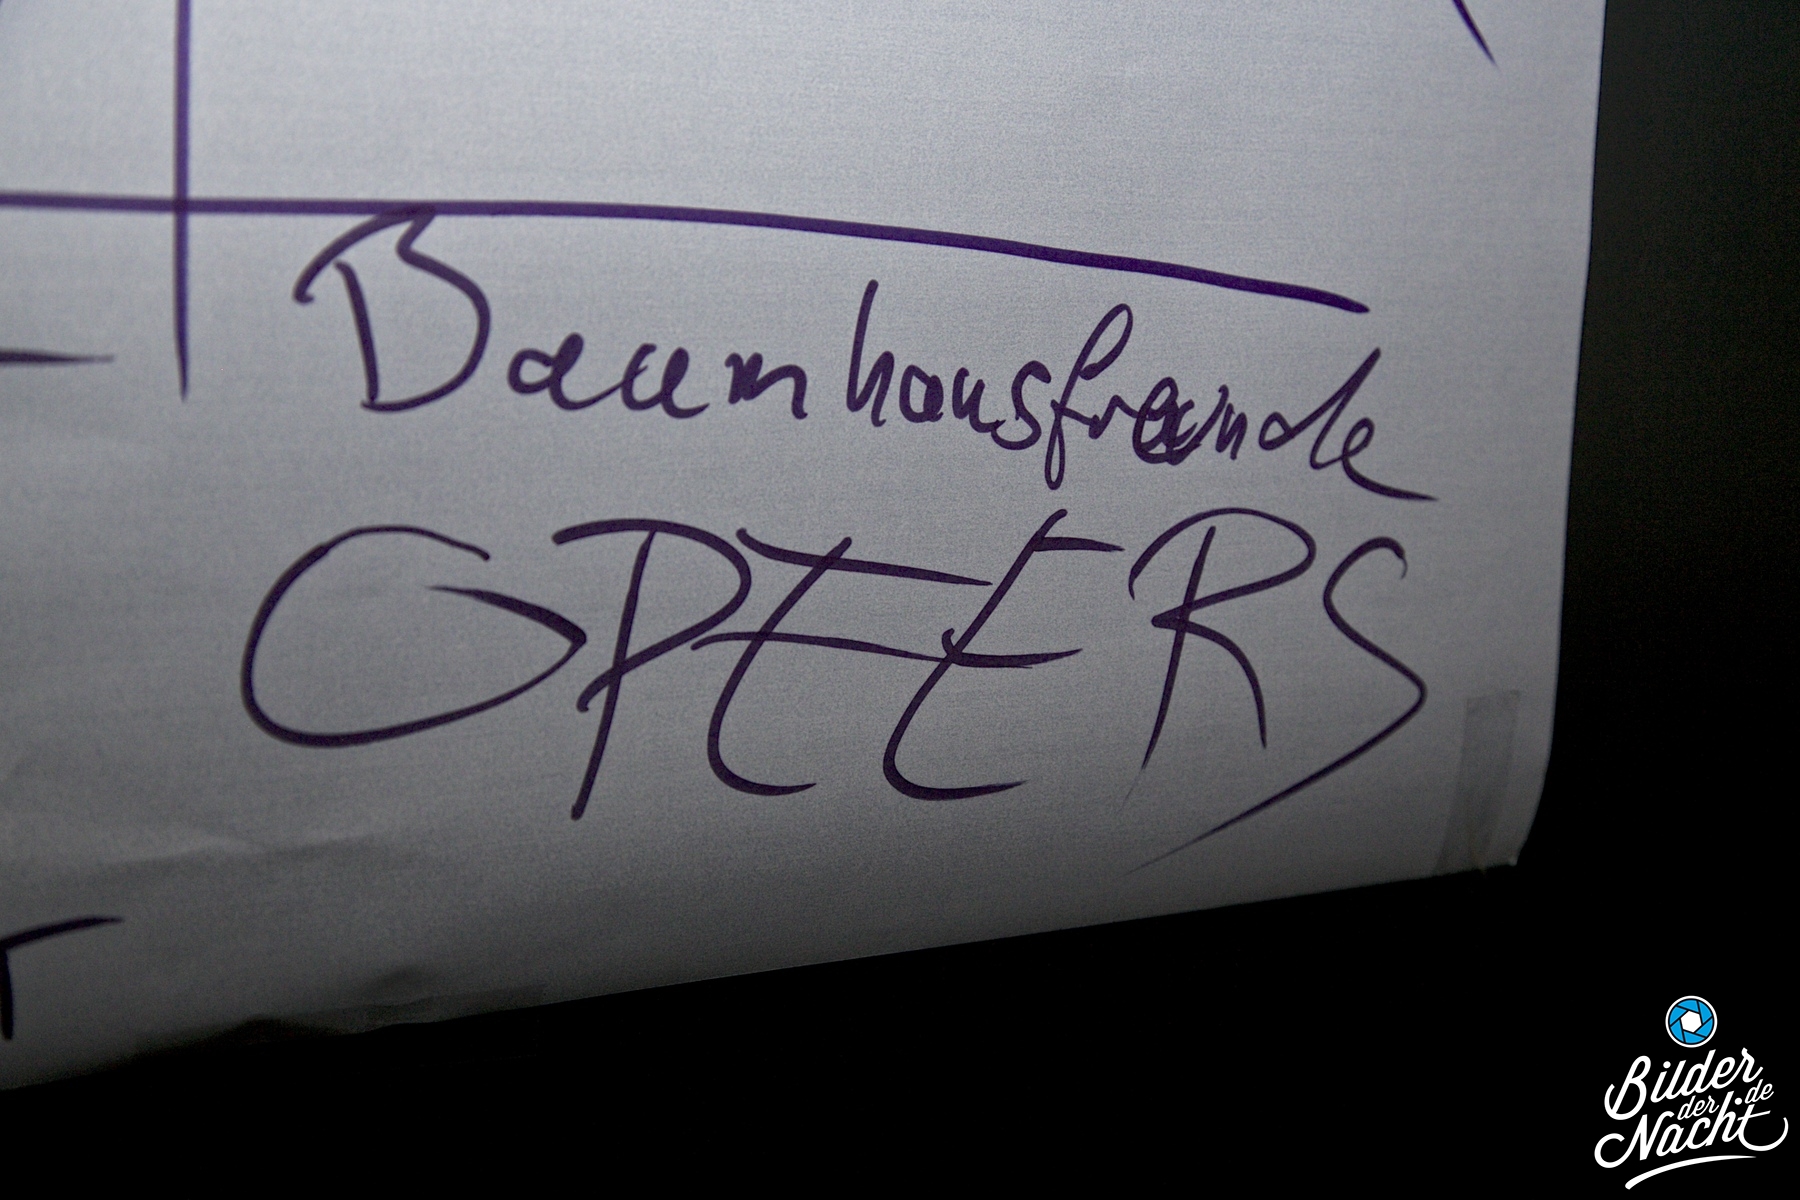 Baumhausfreunde
GPEERS
Bilder
der de
Nacht